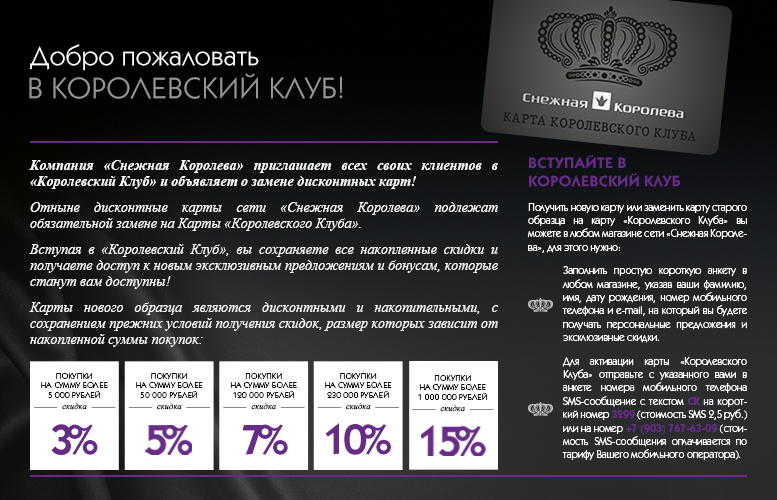 Добро пожаловать
В КОРОЛЕВСКИЙ КЛУБ!
Снежная Королева
КАРТА КОРОЛЕВСКОГО КЛУБА
Компания «Снежная Королева» приглашает всех своих клиентов в
«Королевский Клуб» и объявляет о замене дисконтных карт!
Отныне дисконтные карты сети «Снежная Королева» подлежат
обязательной замене на Карты «Королевского Клуба».
Вступая в «Королевский Клуб», вы сохраняете все накопленные скидки и
получаете доступ к новым эксклюзивным предложениям и бонусам, которые
станут вам доступны!
Карты нового образца являются дисконтными и накопительными, с
сохранением прежних условий получения скидок, размер которых зависит от
накопленной суммы покупок:
ПОКУПКИ
НА СУММУ БОЛЕЕ
5 000 РУБЛЕЙ
скидка
3%
ПОКУПКИ
НА СУММУ БОЛЕЕ
50 000 РУБЛЕЙ
скидка
5%
ПОКУПКИ
НА СУММУ БОЛЕЕ
120 000 РУБЛЕЙ
скидка
7%
ПОКУПКИ
НА СУММУ БОЛЕЕ
230 000 РУБЛЕЙ
скидка
10%
ПОКУПКИ
НА СУММУ БОЛЕЕ
1 000 000 РУБЛЕЙ
скидка
15%
ВСТУПАЙТЕ В
КОРОЛЕВСКИЙ КЛУБ
Получить новую карту или заменить карту старого
образца на карту «Королевского Клуба» вы
можете в любом магазине сети «Снежная Короле-
ва», для этого нужно:
Заполнить простую короткую анкету в
любом магазине, указав ваши фамилию,
имя, дату рождения, номер мобильного
телефона и e-mail, на который вы будете
получать персональные предложения и
эксклюзивные скидки.
Для активации карты «Королевского
Клуба» отправьте с указанного вами в
анкете номера мобильного телефона
SMS-сообщение с текстом СК на корот-
кий номер 3299 (стоимость SMS 2,5 руб.)
или на номер +7 (903) 767-63-09 (стои-
мость SMS-сообщения оплачивается по
тарифу Вашего мобильного оператора).